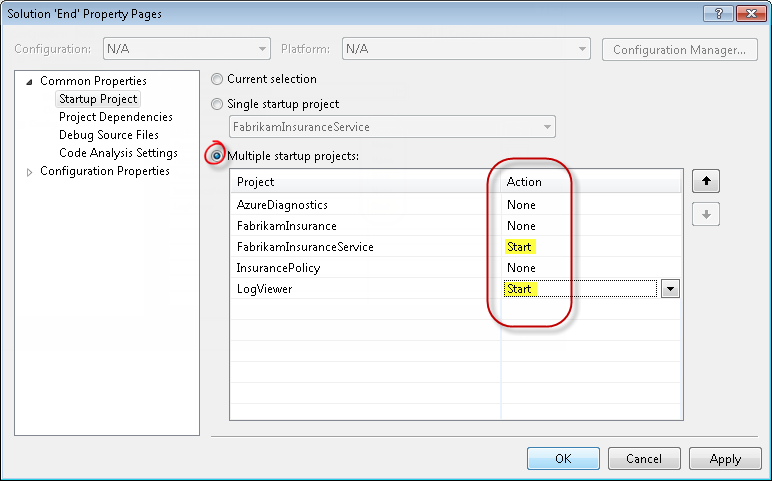 Solution 'End' Property Pages
Configuration: N/A Platform: N/A Configuration Manager...
Common Properties
Startup Project
Project Dependencies
Debug Source Files
Code Analysis Settings
Configuration Properties
Current selection
Single startup project
FabrikamInsuranceService
Multiple startup projects:
Project Action
AzureDiagnostics None
FabrikamInsurance None
FabrikamInsuranceService Start
InsurancePolicy None
LogViewer Start
OK Cancel Apply